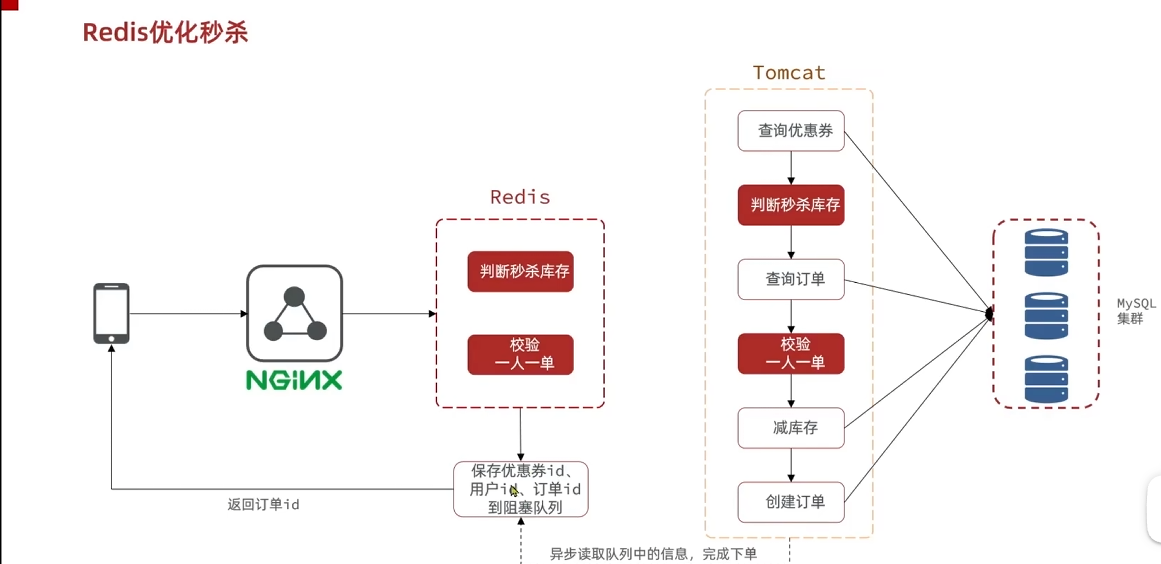 Redis优化秒杀
Tomcat
查询优惠券
判断秒杀库存
查询订单
校验
一人一单
减库存
创建订单
Redis
判断秒杀库存
校验
一人一单
NGINX
MySQL
集群
保存优惠券id、
用户id、订单id
到阻塞队列
返回订单id
异步读取队列中的信息，完成下单